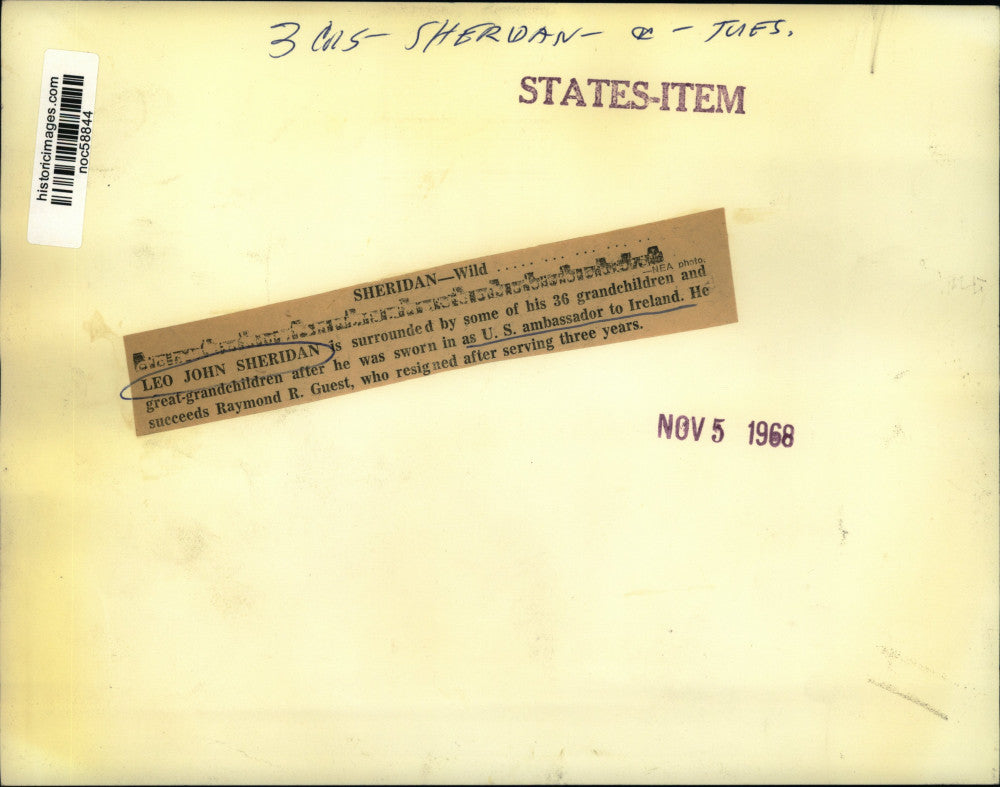 3 COLS - SHERIDAN - - TUES.
STATES-ITEM
historicimages.com
noc58844
SHERIDAN—Wild . . . . . . . . . . . . . . .
—NEA photo.
LEO JOHN SHERIDAN is surrounded by some of his 36 grandchildren and
great-grandchildren after he was sworn in as U. S. ambassador to Ireland. He
succeeds Raymond R. Guest, who resigned after serving three years.
NOV 5 1968